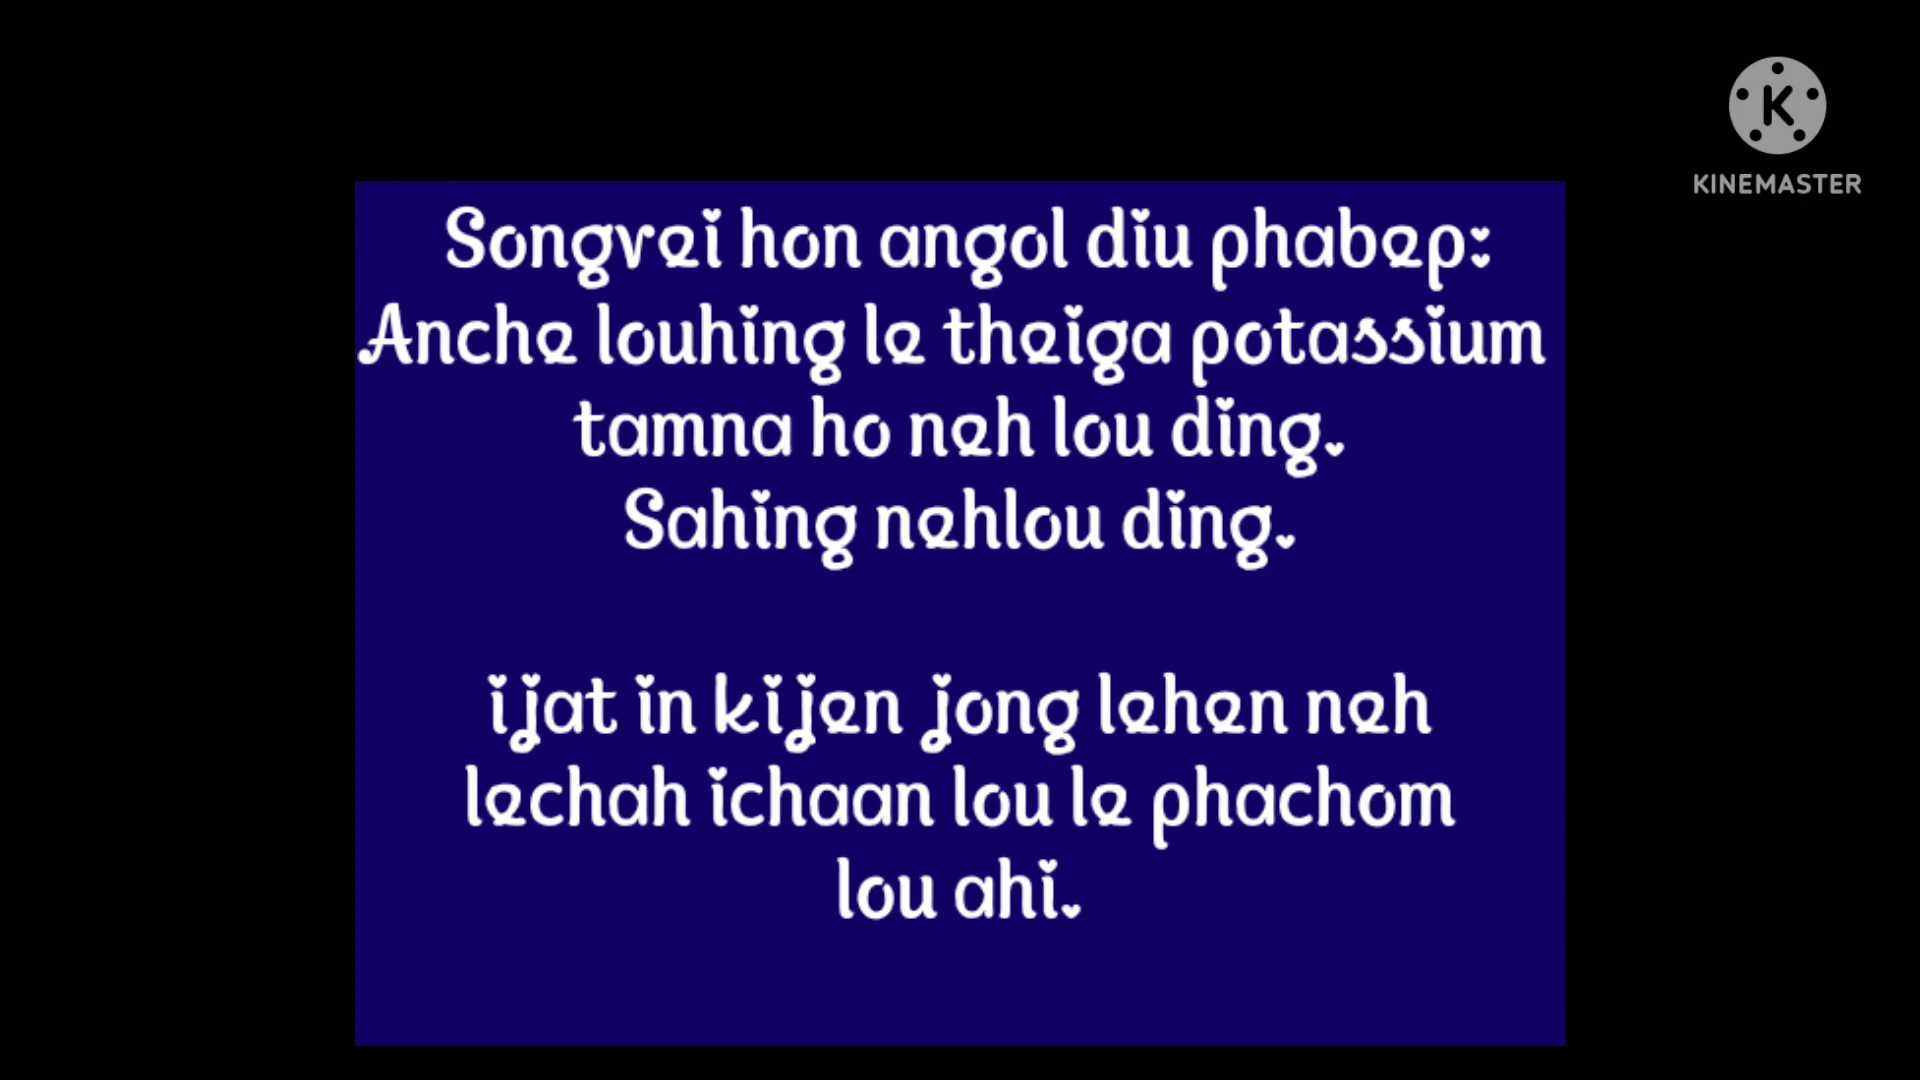 KINEMASTER
Songvei hon angol diu phabep:
Anche louhing le theiga potassium
tamna ho neh lou ding.
Sahing nehlou ding.
ijat in kijen jong lehen neh
lechah ichaan lou le phachom
lou ahi.